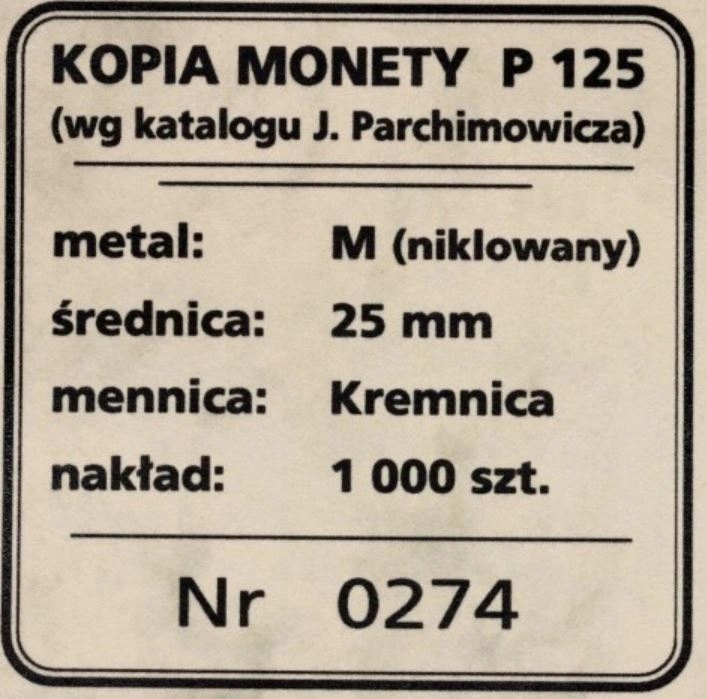 KOPIA MONETY P 125
(wg katalogu J. Parchimowicza)
metal: M (niklowany)
średnica: 25 mm
mennica: Kremnica
nakład: 1 000 szt.
Nr 0274